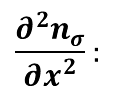 ∂²n_σ / ∂x² :